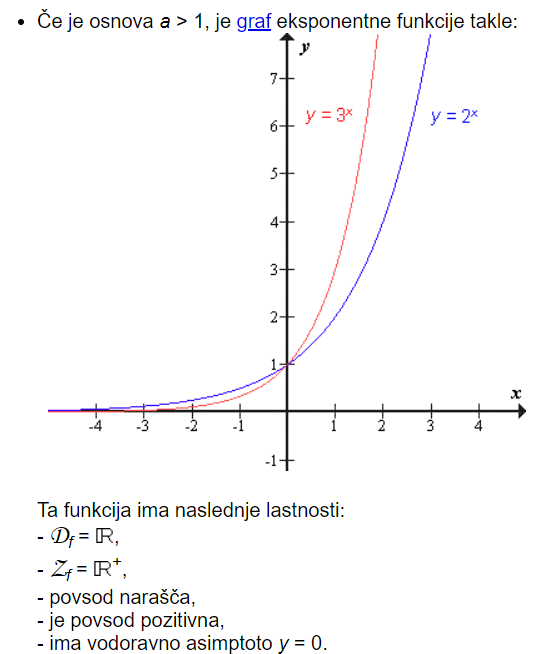 • Če je osnova a > 1, je graf eksponentne funkcije takle:
y
7
y = 3ˣ
y = 2ˣ
6
5
4
3
2
1
x
-4 -3 -2 -1 1 2 3 4
-1
Ta funkcija ima naslednje lastnosti:
- 𝒟f = ℝ,
- 𝒵f = ℝ⁺,
- povsod narašča,
- je povsod pozitivna,
- ima vodoravno asimptoto y = 0.